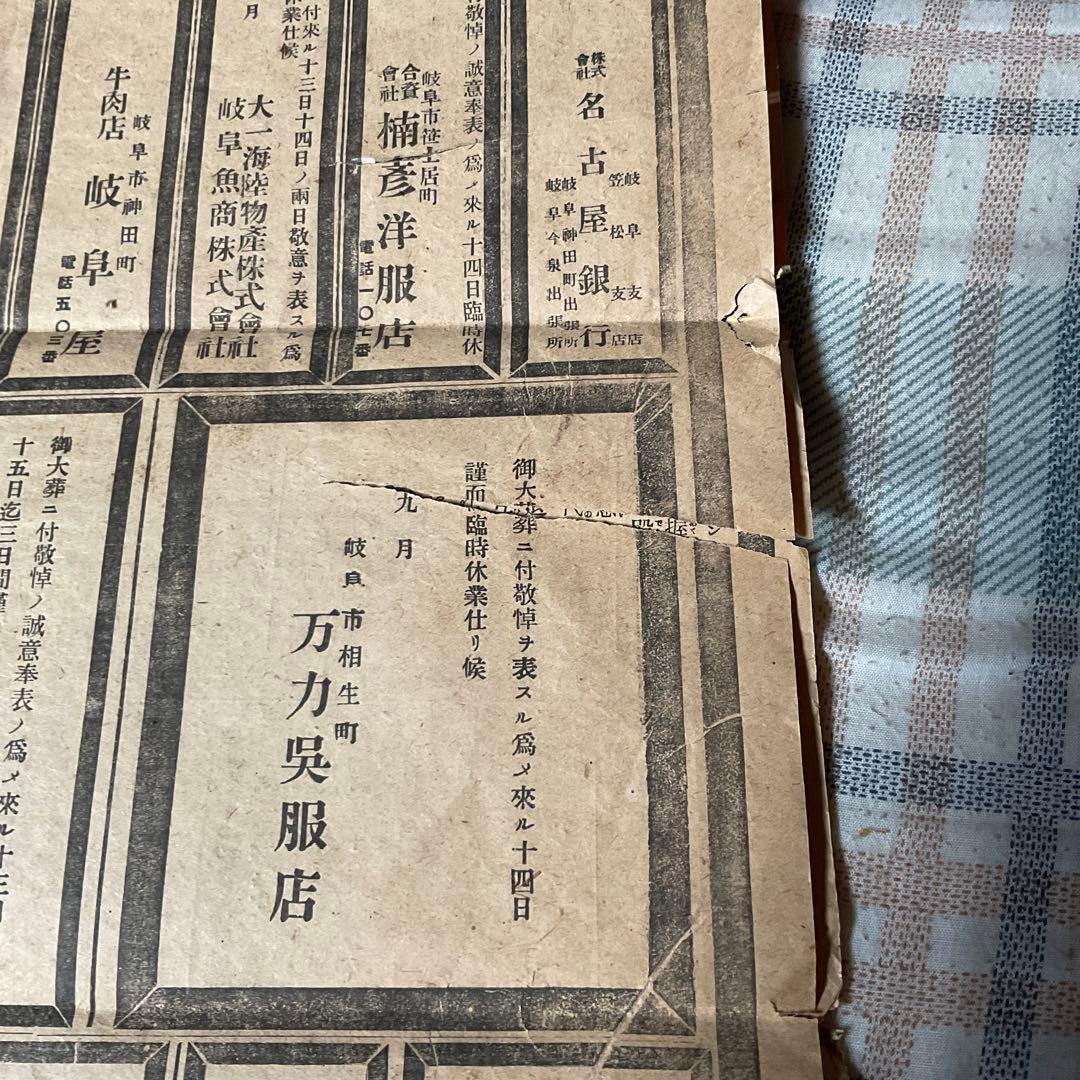 株式會社 名古屋銀行
岐阜支店
笠松支店
岐阜神田町出張所
岐阜今泉出張所
敬悼ノ誠意奉表ノ爲メ來ル十四日臨時休
岐阜市笹土居町
合資會社 楠彥洋服店
電話一〇七番
付來ル十三日十四日ノ兩日敬意ヲ表スル爲
休業仕候
月
大一海陸物產株式會社
岐阜魚商株式會社
岐阜市神田町
牛肉店 岐阜屋
電話五〇三番
御大葬ニ付敬悼ヲ表スル爲メ來ル十四日
謹而臨時休業仕リ候
九月
岐阜市相生町
万力吳服店
御大葬ニ付敬悼ノ誠意奉表ノ爲メ來ル十三日
十五日迄三日間謹